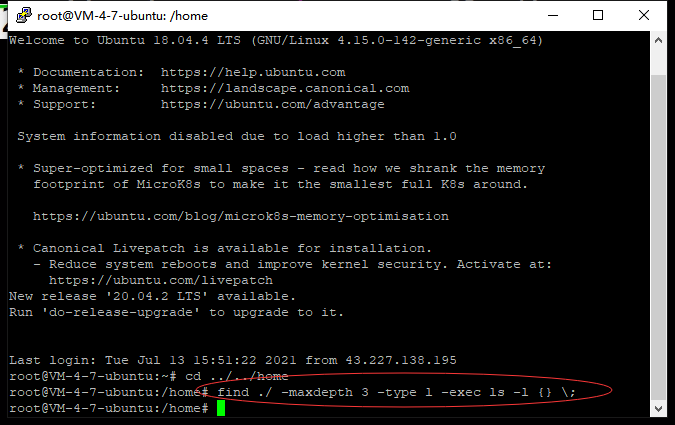 root@VM-4-7-ubuntu: /home
Welcome to Ubuntu 18.04.4 LTS (GNU/Linux 4.15.0-142-generic x86_64)
* Documentation:  https://help.ubuntu.com
* Management:     https://landscape.canonical.com
* Support:        https://ubuntu.com/advantage
System information disabled due to load higher than 1.0
* Super-optimized for small spaces - read how we shrank the memory
footprint of MicroK8s to make it the smallest full K8s around.
https://ubuntu.com/blog/microk8s-memory-optimisation
* Canonical Livepatch is available for installation.
- Reduce system reboots and improve kernel security. Activate at:
https://ubuntu.com/livepatch
New release '20.04.2 LTS' available.
Run 'do-release-upgrade' to upgrade to it.
Last login: Tue Jul 13 15:51:22 2021 from 43.227.138.195
root@VM-4-7-ubuntu:~# cd ../../home
root@VM-4-7-ubuntu:/home# find ./ -maxdepth 3 -type l -exec ls -l {} \;
root@VM-4-7-ubuntu:/home#